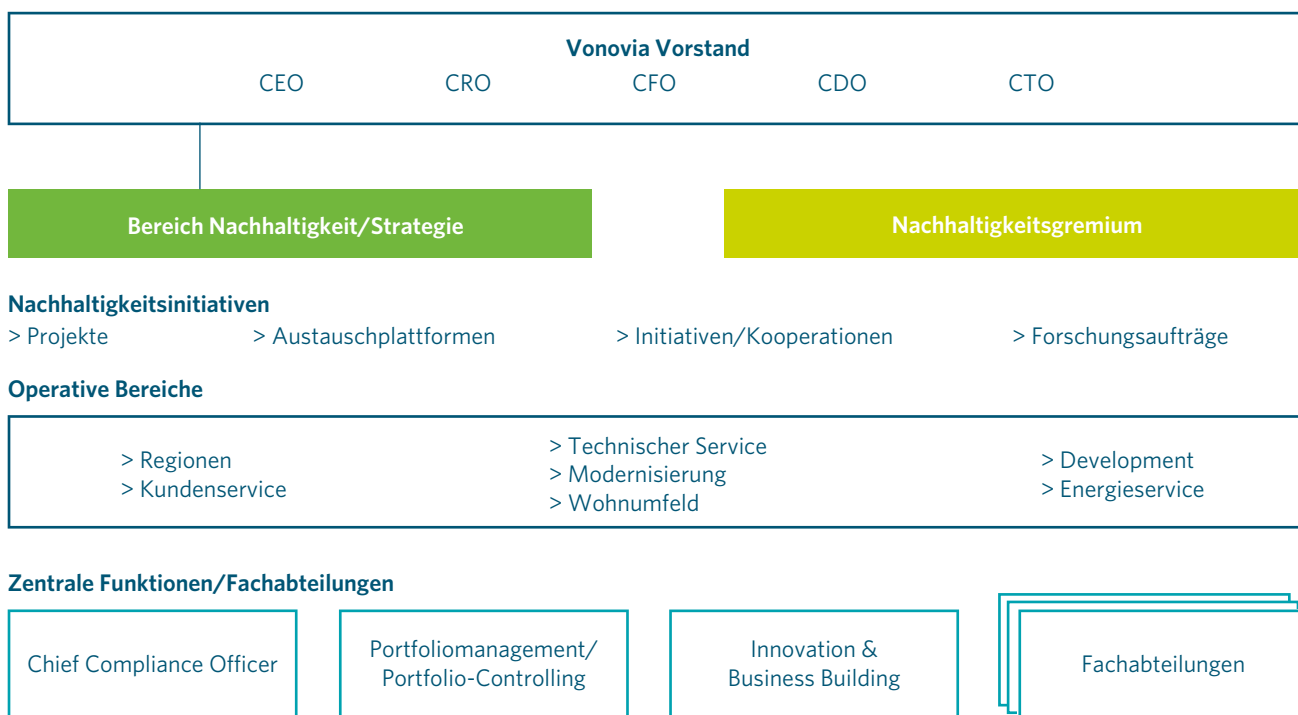 Vonovia Vorstand
CEO CRO CFO CDO CTO
Bereich Nachhaltigkeit/Strategie
Nachhaltigkeitsgremium
Nachhaltigkeitsinitiativen
> Projekte > Austauschplattformen > Initiativen/Kooperationen > Forschungsaufträge
Operative Bereiche
> Regionen
> Kundenservice
> Technischer Service
> Modernisierung
> Wohnumfeld
> Development
> Energieservice
Zentrale Funktionen/Fachabteilungen
Chief Compliance Officer
Portfoliomanagement/
Portfolio-Controlling
Innovation &
Business Building
Fachabteilungen